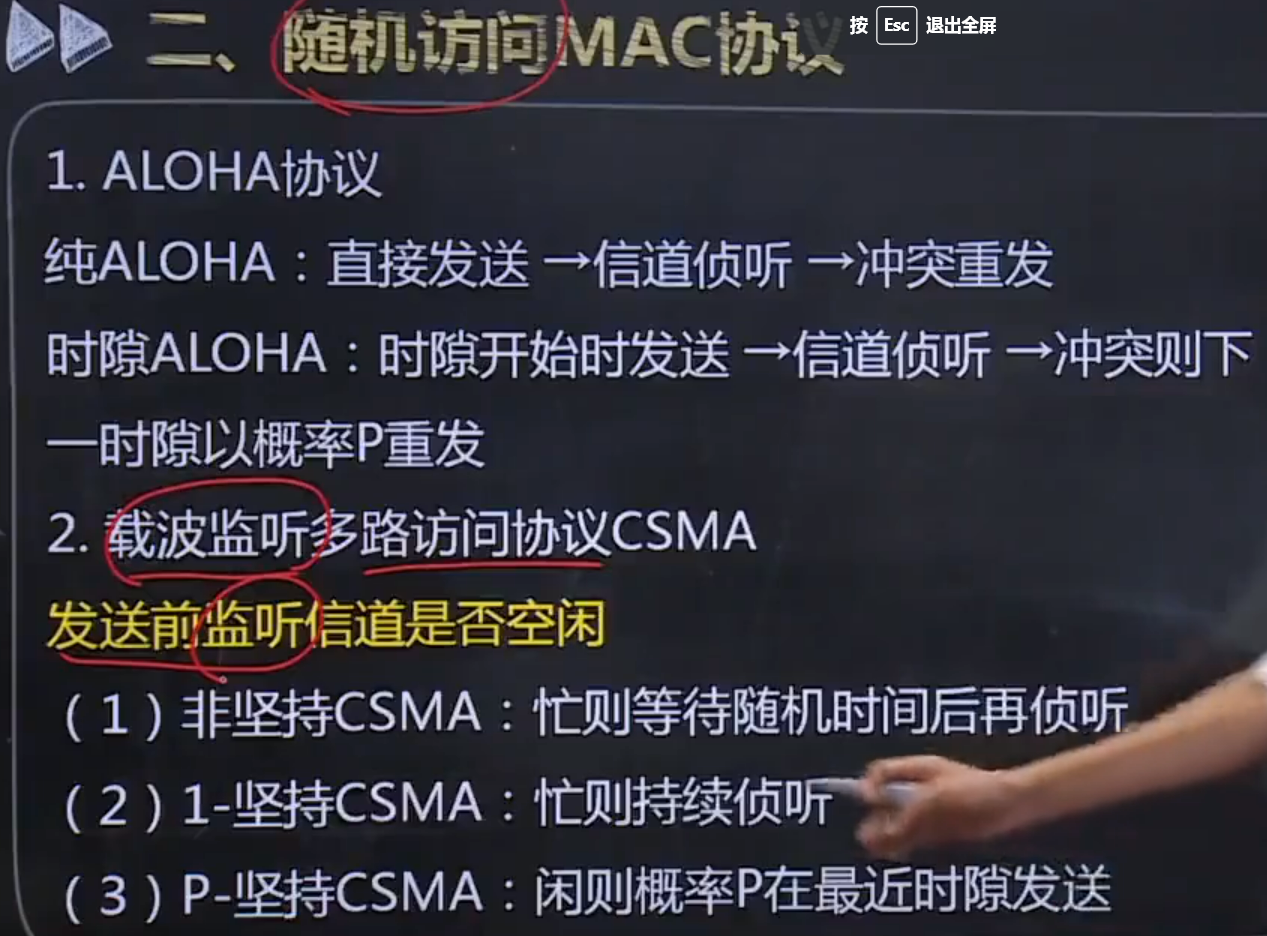 二、随机访问MAC协议
按 Esc 退出全屏
1. ALOHA协议
纯ALOHA：直接发送 →信道侦听 →冲突重发
时隙ALOHA：时隙开始时发送 →信道侦听 →冲突则下
一时隙以概率P重发
2. 载波监听多路访问协议CSMA
发送前监听信道是否空闲
（1）非坚持CSMA：忙则等待随机时间后再侦听
（2）1-坚持CSMA：忙则持续侦听
（3）P-坚持CSMA：闲则概率P在最近时隙发送